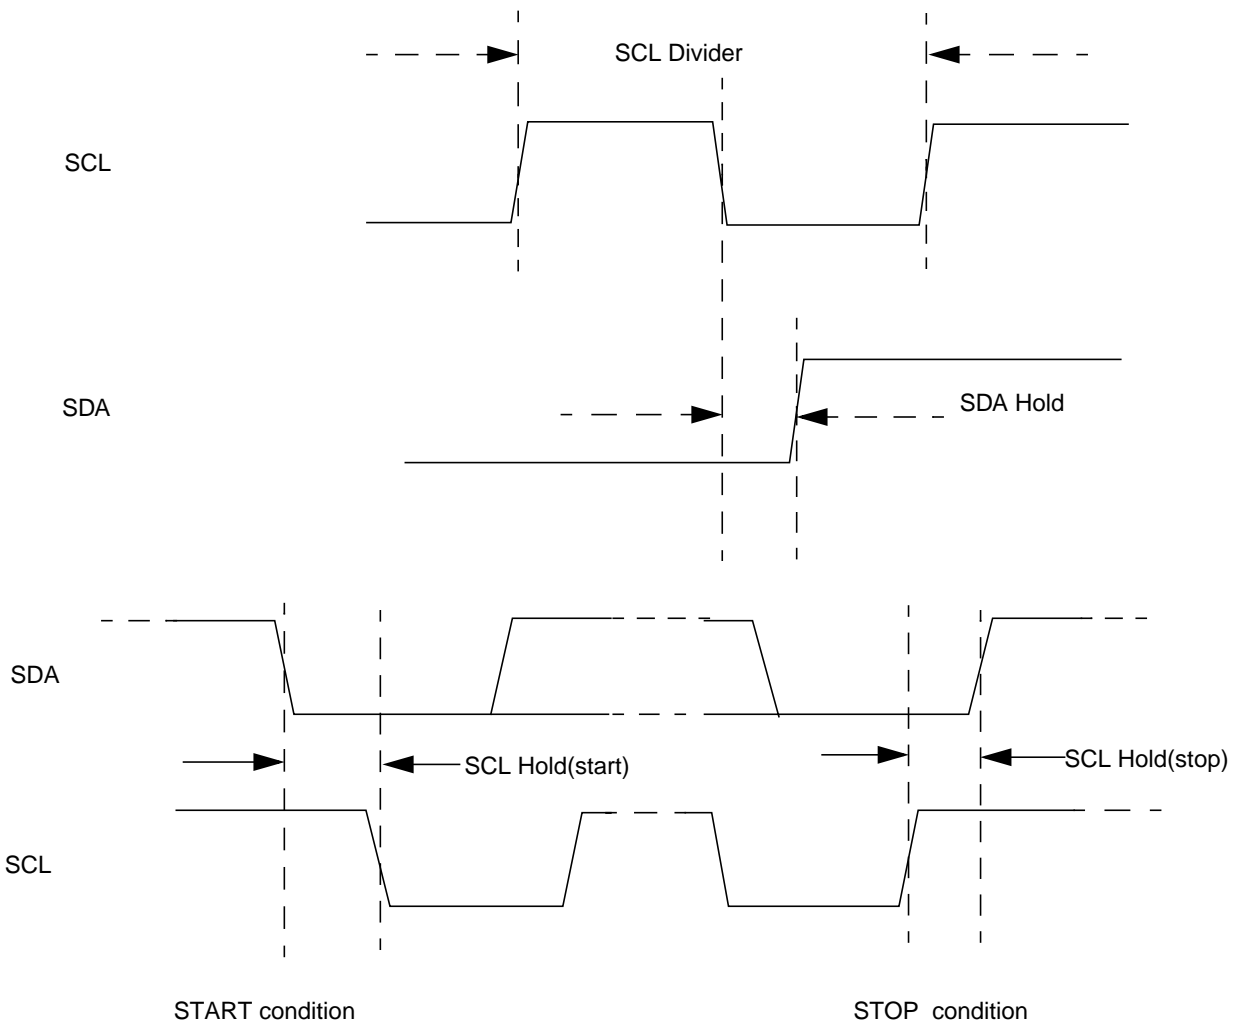 SCL Divider
SCL
SDA
SDA Hold
SDA
SCL Hold(start)
SCL Hold(stop)
SCL
START condition
STOP condition